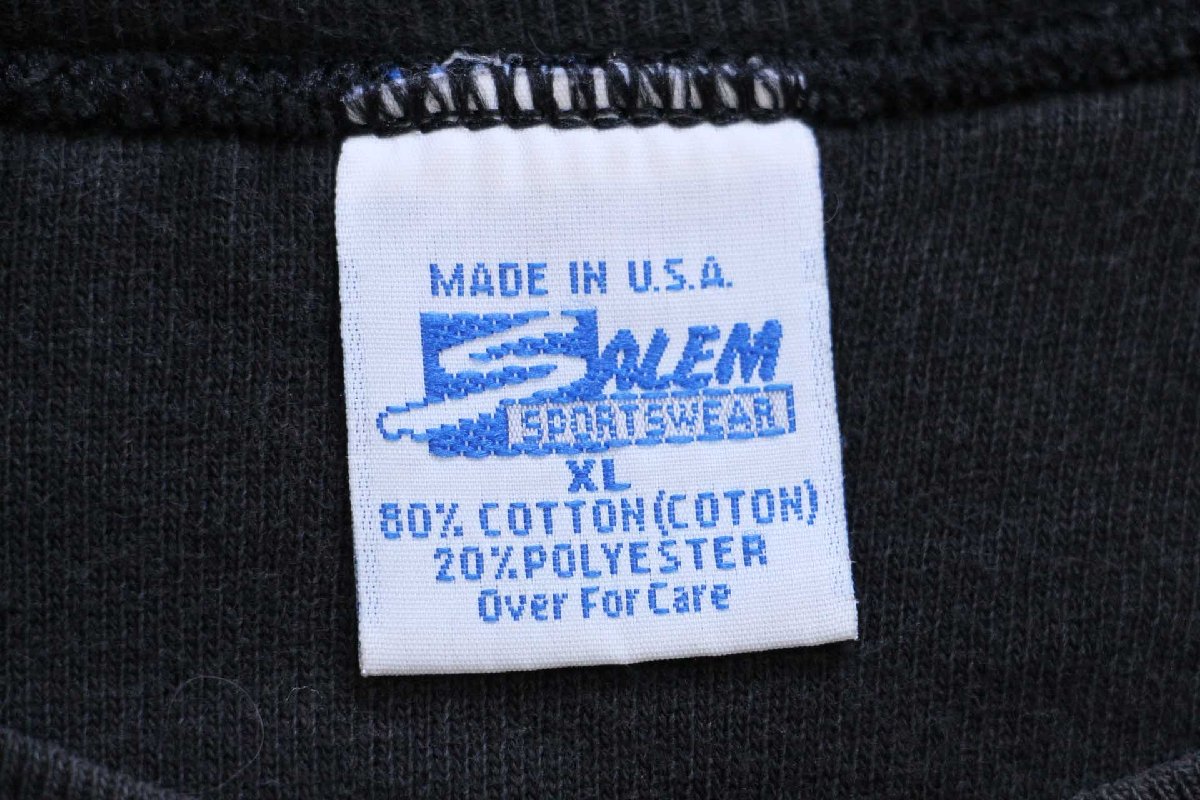 MADE IN U.S.A.
SALEM
SPORTSWEAR
XL
80% COTTON (COTON)
20% POLYESTER
Over For Care